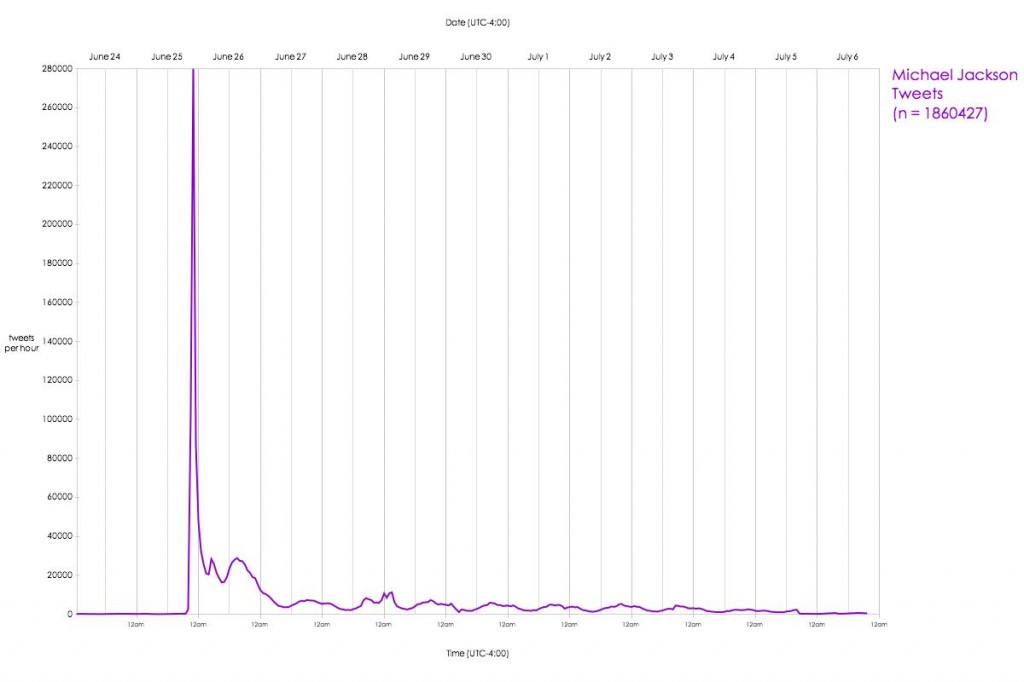 Date (UTC-4:00)
June 24 June 25 June 26 June 27 June 28 June 29 June 30 July 1 July 2 July 3 July 4 July 5 July 6
280000
260000
240000
220000
200000
180000
160000
140000
120000
100000
80000
60000
40000
20000
0
tweets
per hour
Michael Jackson
Tweets
(n = 1860427)
12am 12am 12am 12am 12am 12am 12am 12am 12am 12am 12am 12am 12am
Time (UTC-4:00)